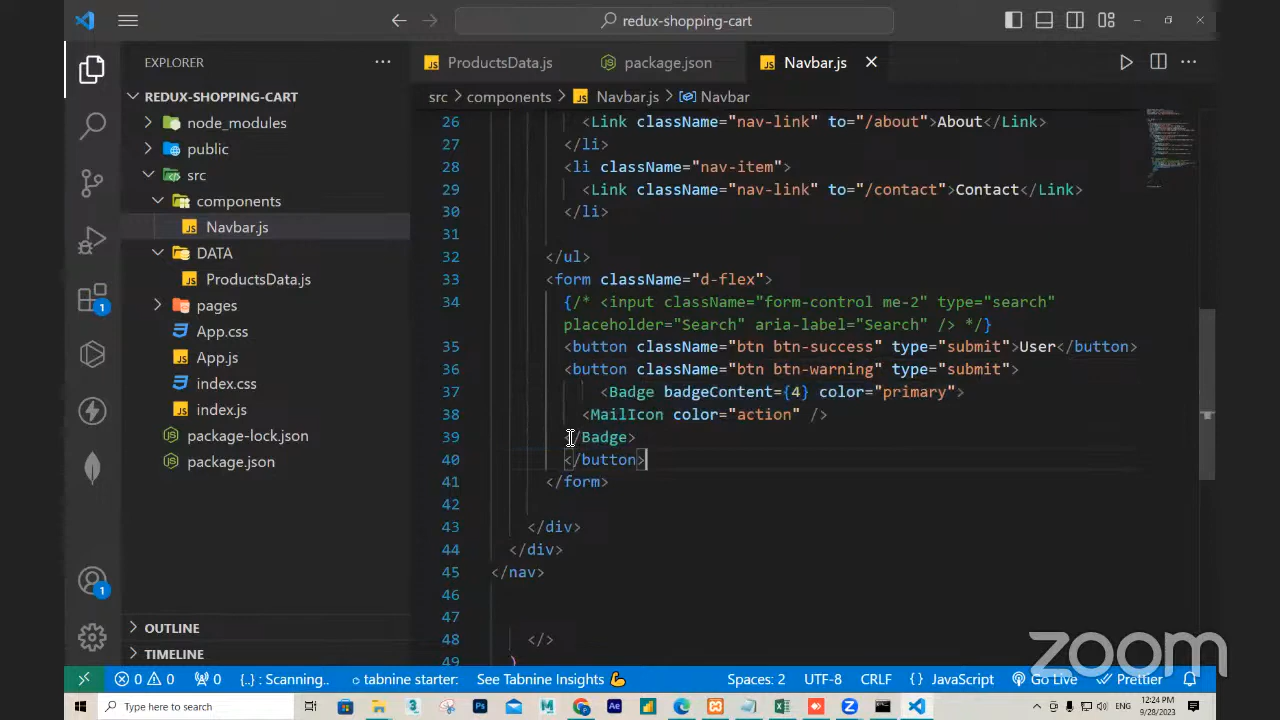 redux-shopping-cart
EXPLORER
REDUX-SHOPPING-CART
node_modules
public
src
components
Navbar.js
DATA
ProductsData.js
pages
App.css
App.js
index.css
index.js
package-lock.json
package.json
OUTLINE
TIMELINE
1
1
ProductsData.js
package.json
Navbar.js
src > components > Navbar.js > Navbar
26 <Link className="nav-link" to="/about">About</Link>
27 </li>
28 <li className="nav-item">
29 <Link className="nav-link" to="/contact">Contact</Link>
30 </li>
31
32 </ul>
33 <form className="d-flex">
34 {/* <input className="form-control me-2" type="search"
placeholder="Search" aria-label="Search" /> */}
35 <button className="btn btn-success" type="submit">User</button>
36 <button className="btn btn-warning" type="submit">
37 <Badge badgeContent={4} color="primary">
38 <MailIcon color="action" />
39 </Badge>
40 </button>
41 </form>
42
43 </div>
44 </div>
45 </nav>
46
47
48 </>
49 )
zoom
0 0 0 {..} : Scanning.. tabnine starter: See Tabnine Insights Spaces: 2 UTF-8 CRLF {} JavaScript Go Live Prettier
Type here to search
12:24 PM
9/28/2023